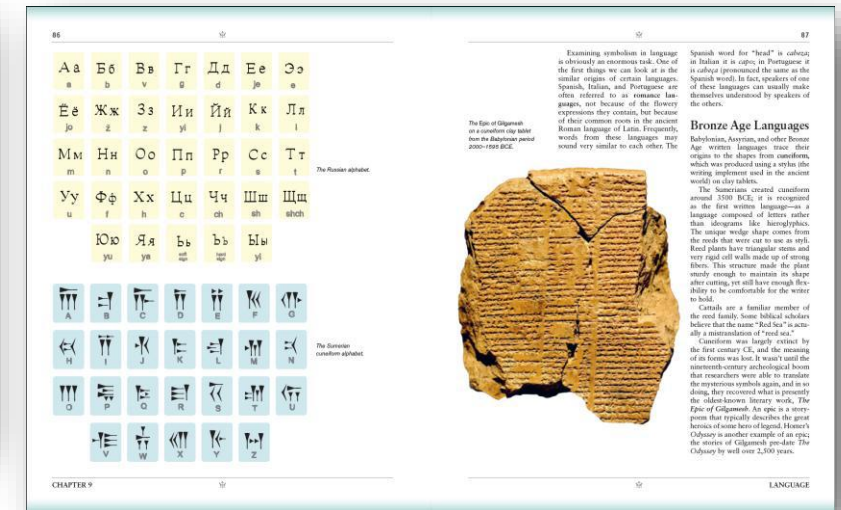 86
Аа Бб Вв Гг Дд Ее Ээ
a b v g d je e
Ёё Жж Зз Ии Йй Кк Лл
jo ž z yi j k l
Мм Нн Оо Пп Рр Сс Тт
m n o p r s t
The Russian alphabet.
Уу Фф Хх Цц Чч Шш Щщ
u f h c ch sh shch
Юю Яя Ьь Ъъ Ыы
yu ya soft sign hard sign yi
A B C D E F G
H I J K L M N
The Sumerian
cuneiform alphabet.
O P Q R S T U
V W X Y Z
CHAPTER 9
87
The Epic of Gilgamesh
on a cuneiform clay tablet
from the Babylonian period
2000–1595 BCE.
Examining symbolism in language
is obviously an enormous task. One of
the first things we can look at is the
similar origins of certain languages.
Spanish, Italian, and Portuguese are
often referred to as romance lan-
guages, not because of the flowery
expressions they contain, but because
of their common roots in the ancient
Roman language of Latin. Frequently,
words from these languages may
sound very similar to each other. The
Spanish word for “head” is cabeza;
in Italian it is capo; in Portuguese it
is cabeça (pronounced the same as the
Spanish word). In fact, speakers of one
of these languages can usually make
themselves understood by speakers of
the others.
Bronze Age Languages
Babylonian, Assyrian, and other Bronze
Age written languages trace their
origins to the shapes from cuneiform,
which was produced using a stylus (the
writing implement used in the ancient
world) on clay tablets.
The Sumerians created cuneiform
around 3500 BCE; it is recognized
as the first written language—as a
language composed of letters rather
than ideograms like hieroglyphics.
The unique wedge shape comes from
the reeds that were cut to use as styli.
Reed plants have triangular stems and
very rigid cell walls made up of strong
fibers. This structure made the plant
sturdy enough to maintain its shape
after cutting, yet still have enough flex-
ibility to be comfortable for the writer
to hold.
Cattails are a familiar member of
the reed family. Some biblical scholars
believe that the name “Red Sea” is actu-
ally a mistranslation of “reed sea.”
Cuneiform was largely extinct by
the first century CE, and the meaning
of its forms was lost. It wasn’t until the
nineteenth-century archeological boom
that researchers were able to translate
the mysterious symbols again, and in so
doing, they recovered what is presently
the oldest-known literary work, The
Epic of Gilgamesh. An epic is a story-
poem that typically describes the great
heroics of some hero of legend. Homer’s
Odyssey is another example of an epic;
the stories of Gilgamesh pre-date The
Odyssey by well over 2,500 years.
LANGUAGE